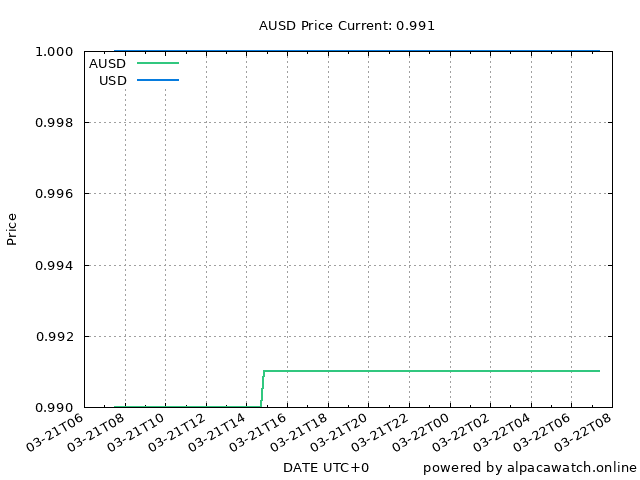 AUSD Price Current: 0.991
1.000
AUSD
USD
0.998
0.996
Price
0.994
0.992
0.990
03-21T06
03-21T08
03-21T10
03-21T12
03-21T14
03-21T16
03-21T18
03-21T20
03-21T22
03-22T00
03-22T02
03-22T04
03-22T06
03-22T08
DATE UTC+0
powered by alpacawatch.online